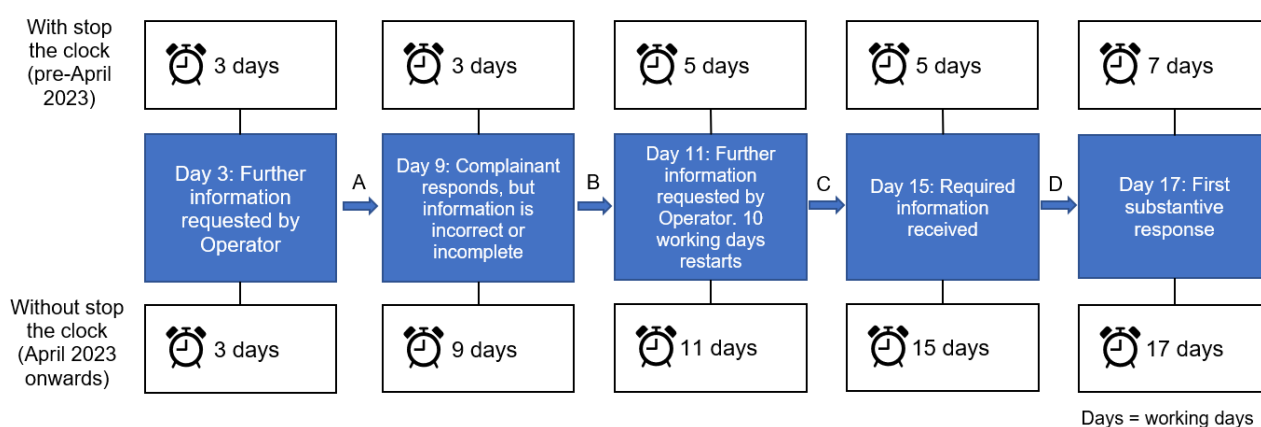 With stop
the clock
(pre-April
2023)
3 days
3 days
5 days
5 days
7 days
Day 3: Further
information
requested by
Operator
A
Day 9: Complainant
responds, but
information is
incorrect or
incomplete
B
Day 11: Further
information
requested by
Operator. 10
working days
restarts
C
Day 15: Required
information
received
D
Day 17: First
substantive
response
Without stop
the clock
(April 2023
onwards)
3 days
9 days
11 days
15 days
17 days
Days = working days